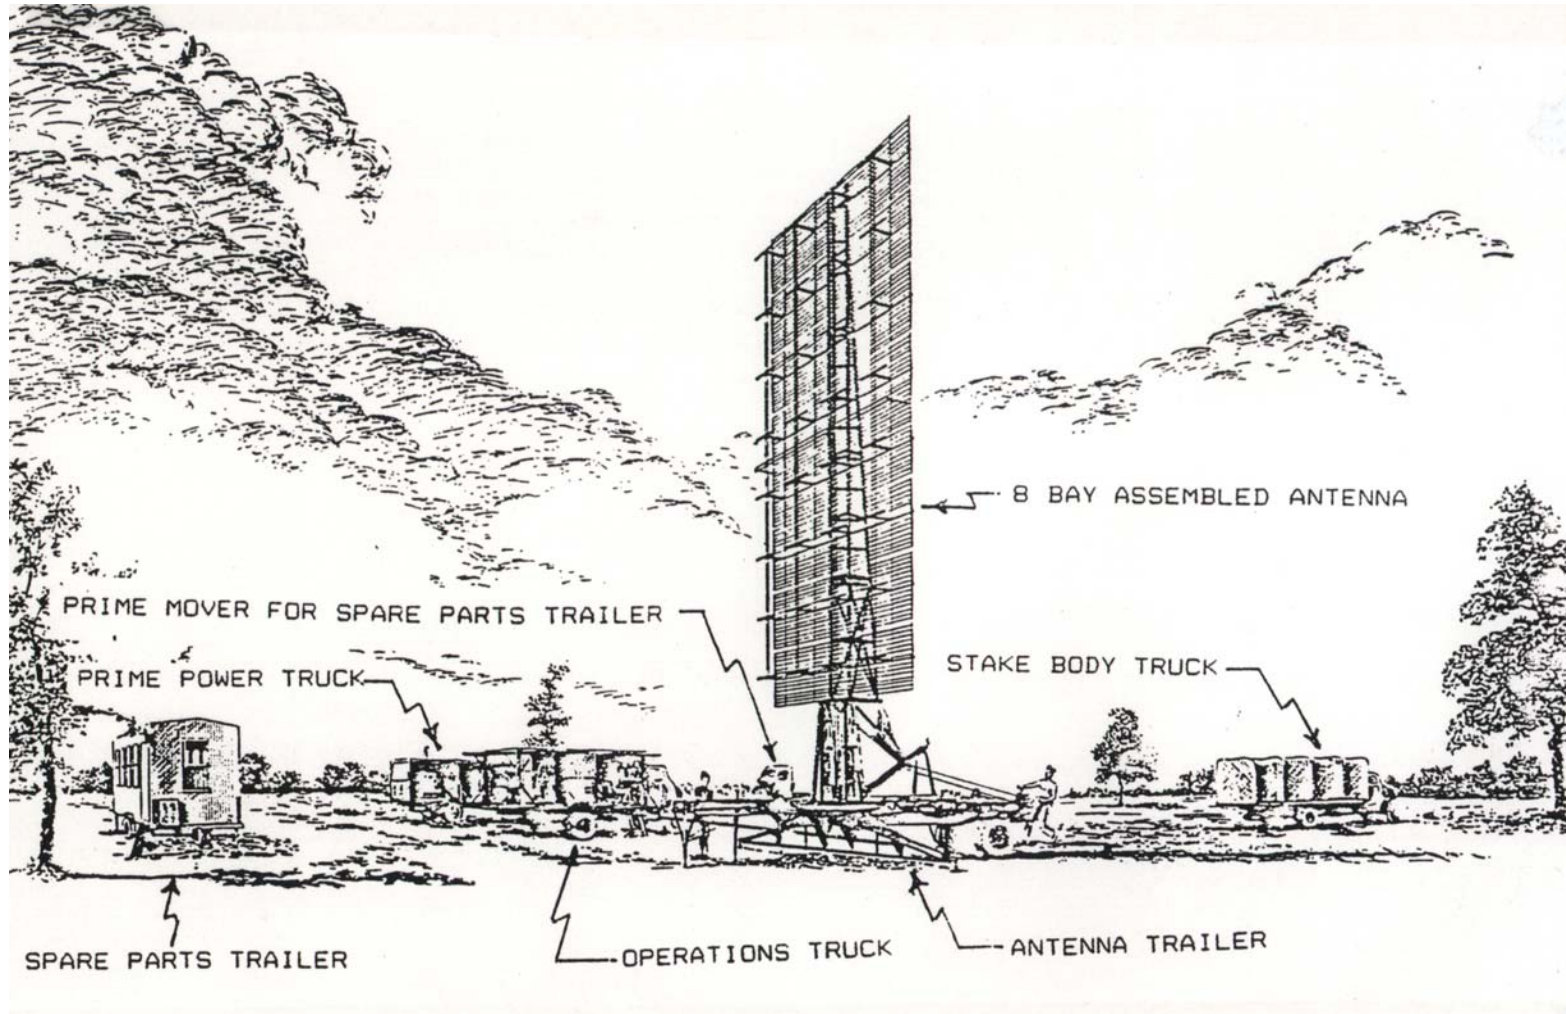 8 BAY ASSEMBLED ANTENNA
PRIME MOVER FOR SPARE PARTS TRAILER
STAKE BODY TRUCK
PRIME POWER TRUCK
OPERATIONS TRUCK
ANTENNA TRAILER
SPARE PARTS TRAILER